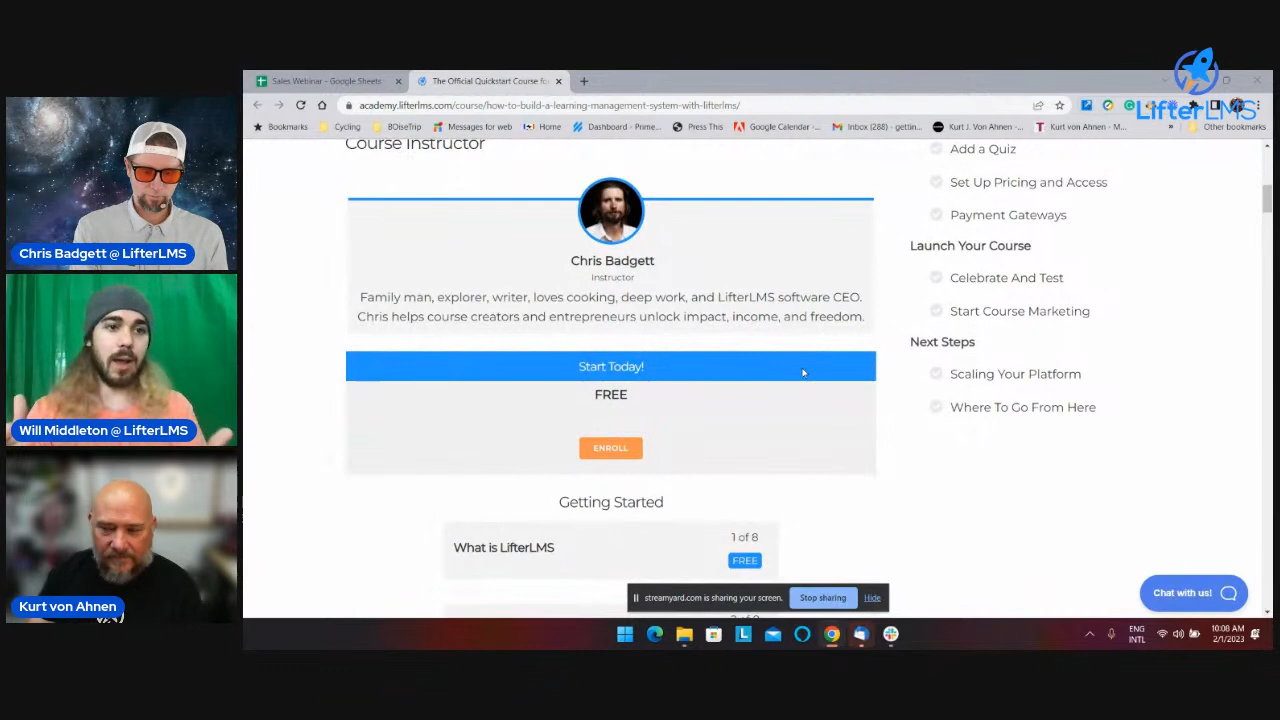 Chris Badgett @ LifterLMS
Will Middleton @ LifterLMS
Kurt von Ahnen
LifterLMS
Sales Webinar - Google Sheets
The Official Quickstart Course fo
academy.lifterlms.com/course/how-to-build-a-learning-management-system-with-lifterlms/
Bookmarks
Cycling
BOiseTrip
Messages for web
Home
Dashboard - Prime...
Press This
Google Calendar -...
Inbox (288) - gettin...
Kurt J. Von Ahnen -...
Kurt von Ahnen - M...
»
Other bookmarks
Course Instructor
Chris Badgett
Instructor
Family man, explorer, writer, loves cooking, deep work, and LifterLMS software CEO.
Chris helps course creators and entrepreneurs unlock impact, income, and freedom.
Start Today!
FREE
ENROLL
Getting Started
What is LifterLMS
1 of 8
FREE
Add a Quiz
Set Up Pricing and Access
Payment Gateways
Launch Your Course
Celebrate And Test
Start Course Marketing
Next Steps
Scaling Your Platform
Where To Go From Here
streamyard.com is sharing your screen.
Stop sharing
Hide
Chat with us!
L
ENG
INTL
10:08 AM
2/1/2023